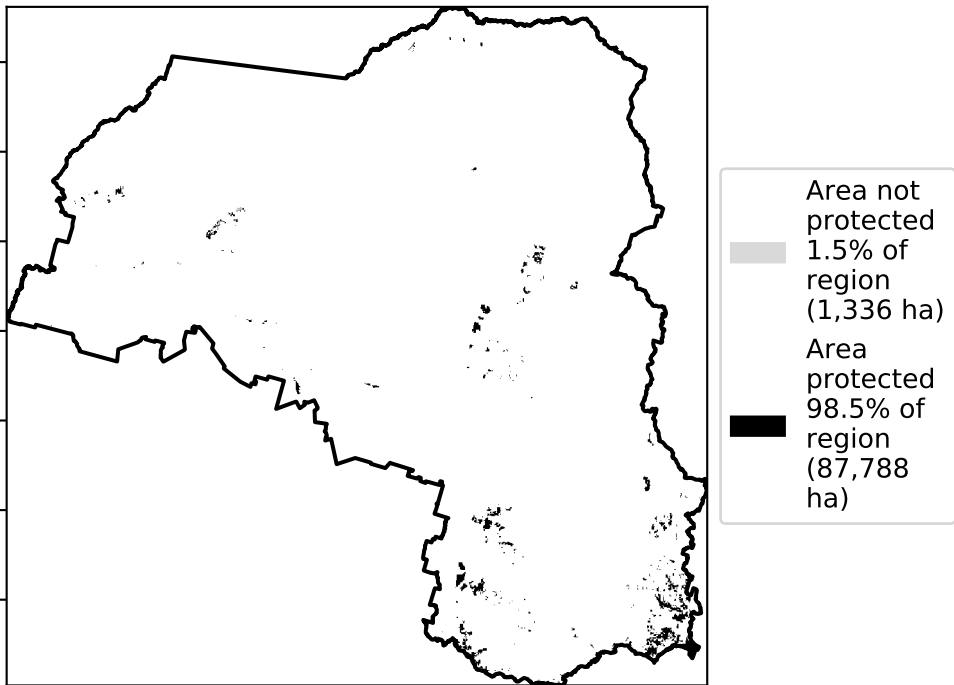 Area not
protected
1.5% of
region
(1,336 ha)
Area
protected
98.5% of
region
(87,788
ha)